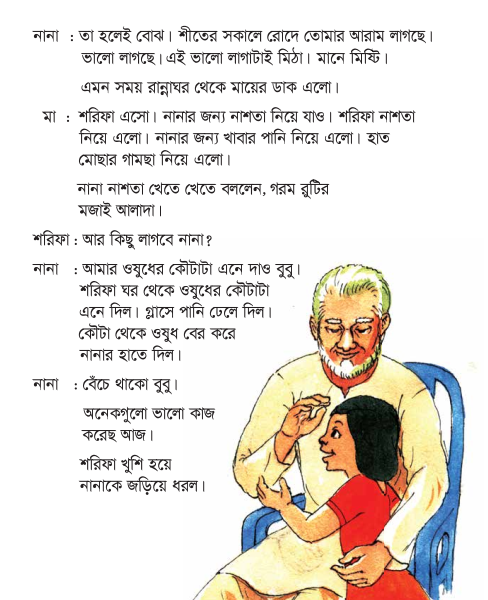 নানা : তা হলেই বোঝ। শীতের সকালে রোদে তোমার আরাম লাগছে।
ভালো লাগছে। এই ভালো লাগাটাই মিঠা। মানে মিষ্টি।
এমন সময় রান্নাঘর থেকে মায়ের ডাক এলো।
মা : শরিফা এসো। নানার জন্য নাশতা নিয়ে যাও। শরিফা নাশতা
নিয়ে এলো। নানার জন্য খাবার পানি নিয়ে এলো। হাত
মোছার গামছা নিয়ে এলো।
নানা নাশতা খেতে খেতে বললেন, গরম রুটির
মজাই আলাদা।
শরিফা : আর কিছু লাগবে নানা?
নানা : আমার ওষুধের কৌটাটা এনে দাও বুবু।
শরিফা ঘর থেকে ওষুধের কৌটাটা
এনে দিল। গ্লাসে পানি ঢেলে দিল।
কৌটা থেকে ওষুধ বের করে
নানার হাতে দিল।
নানা : বেঁচে থাকো বুবু।
অনেকগুলো ভালো কাজ
করেছ আজ।
শরিফা খুশি হয়ে
নানাকে জড়িয়ে ধরল।